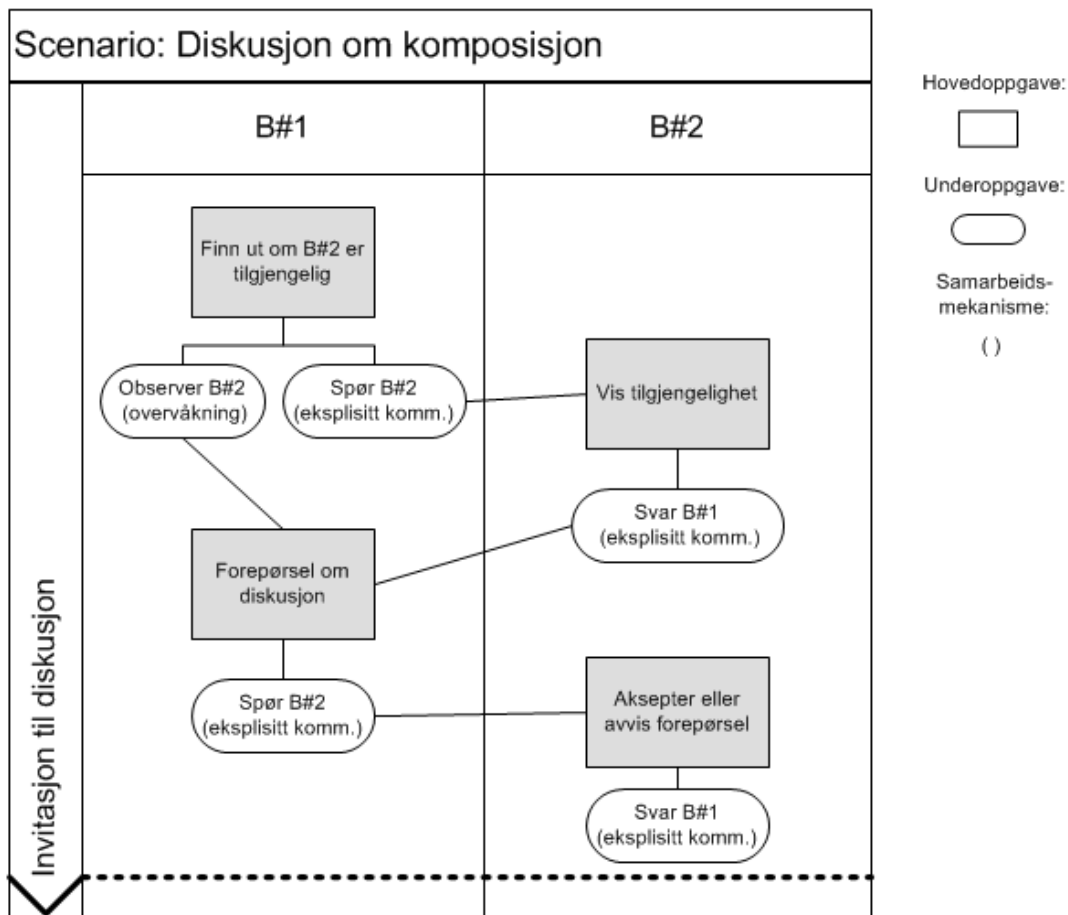 Scenario: Diskusjon om komposisjon
B#1
B#2
Hovedoppgave:
Underoppgave:
Samarbeids-
mekanisme:
( )
Invitasjon til diskusjon
Finn ut om B#2 er
tilgjengelig
Observer B#2
(overvåkning)
Spør B#2
(eksplisitt komm.)
Vis tilgjengelighet
Svar B#1
(eksplisitt komm.)
Forepørsel om
diskusjon
Spør B#2
(eksplisitt komm.)
Aksepter eller
avvis forepørsel
Svar B#1
(eksplisitt komm.)